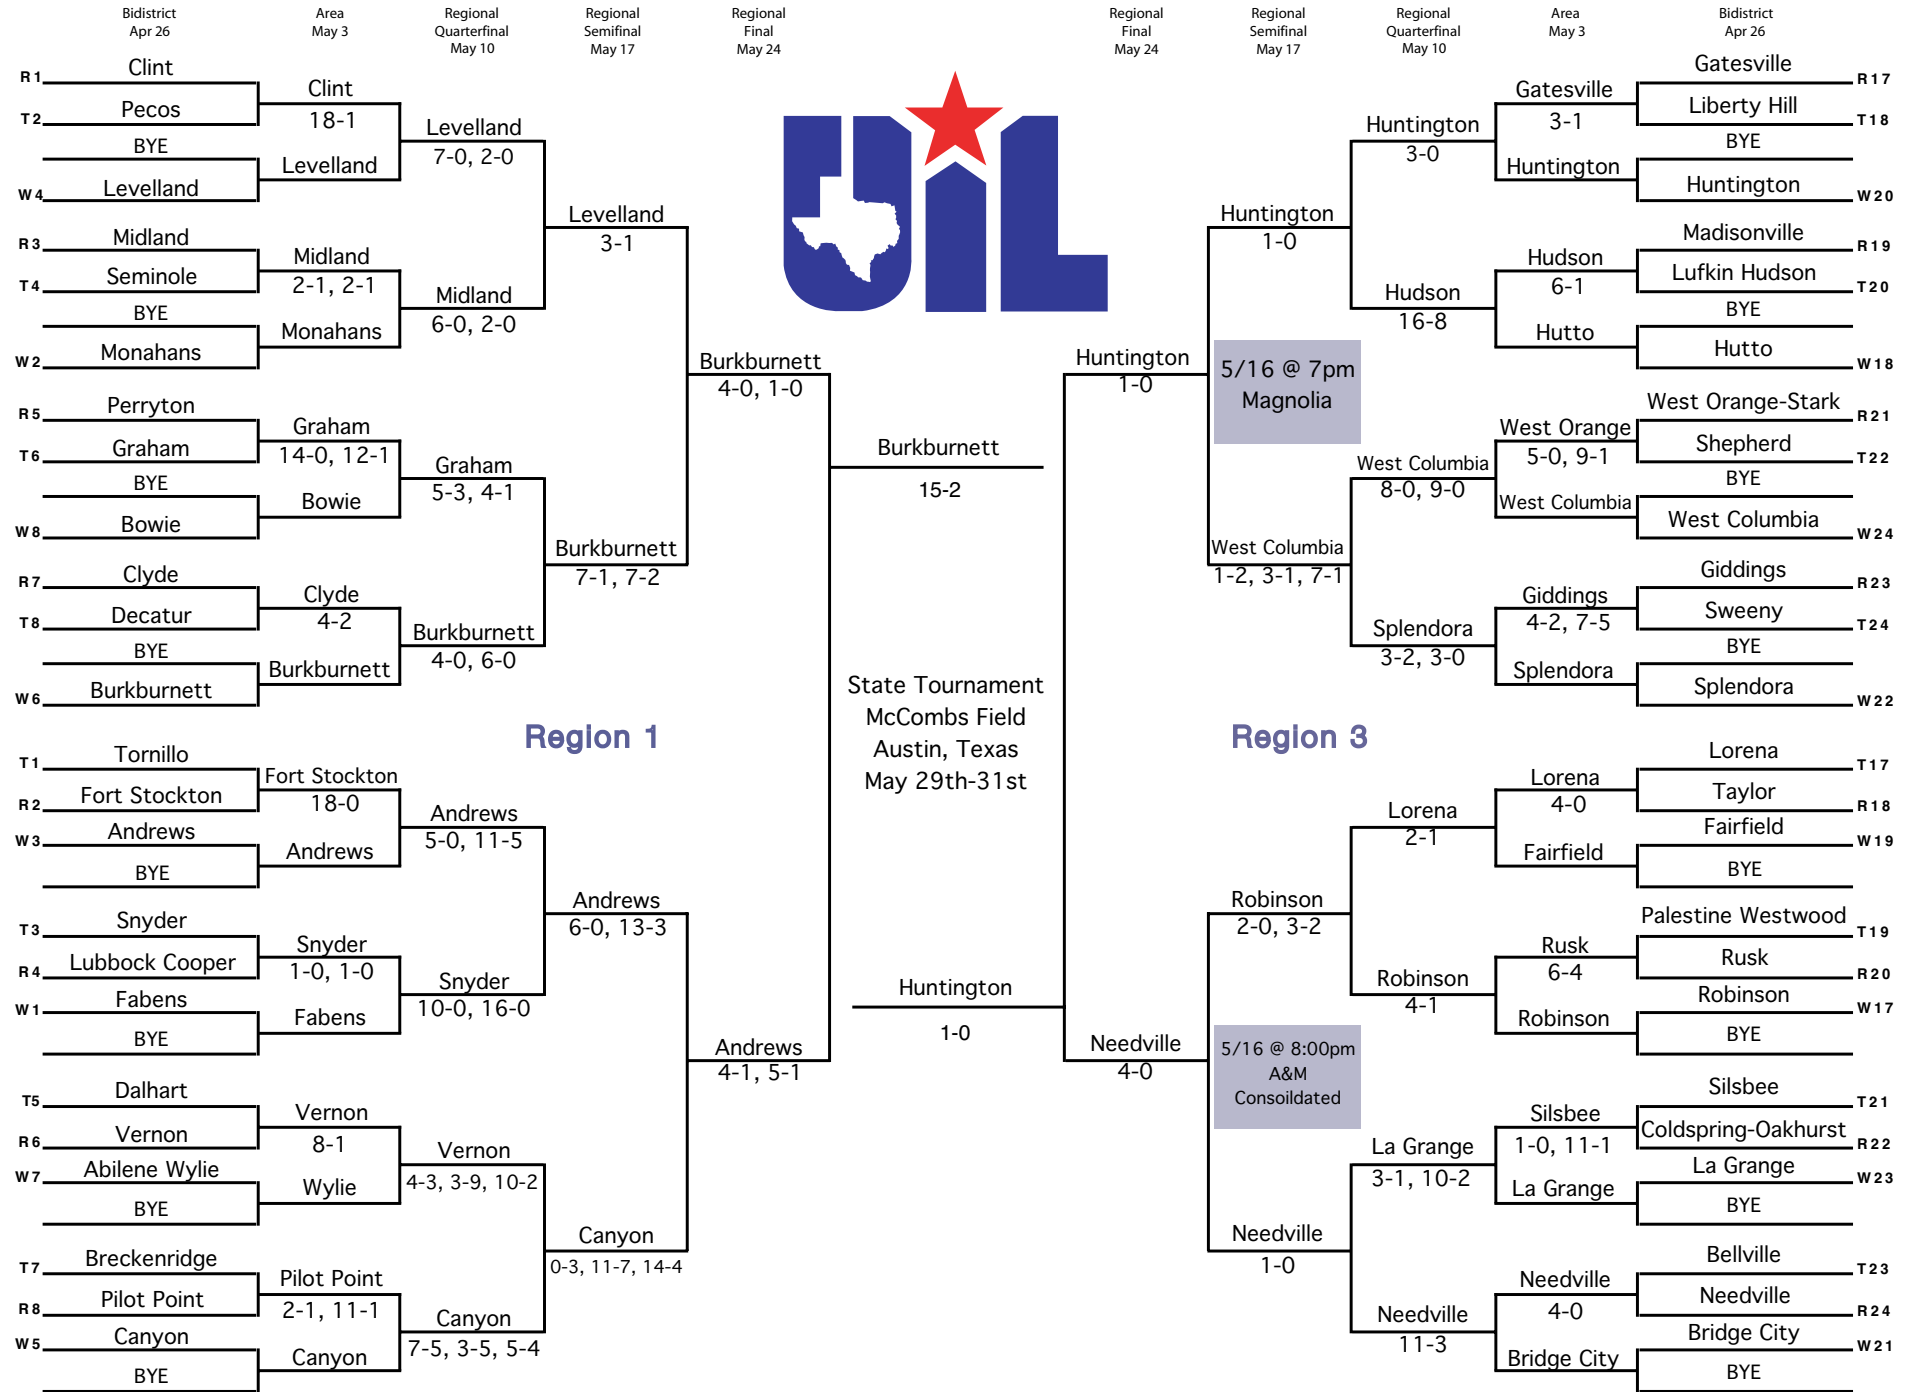 Bidistrict
Apr 26
Area
May 3
Regional
Quarterfinal
May 10
Regional
Semifinal
May 17
Regional
Final
May 24
Regional
Final
May 24
Regional
Semifinal
May 17
Regional
Quarterfinal
May 10
Area
May 3
Bidistrict
Apr 26
UIL
R1
Clint
T2
Pecos
BYE
W4
Levelland
R3
Midland
T4
Seminole
BYE
W2
Monahans
R5
Perryton
T6
Graham
BYE
W8
Bowie
R7
Clyde
T8
Decatur
BYE
W6
Burkburnett
T1
Tornillo
R2
Fort Stockton
W3
Andrews
BYE
T3
Snyder
R4
Lubbock Cooper
W1
Fabens
BYE
T5
Dalhart
R6
Vernon
W7
Abilene Wylie
BYE
T7
Breckenridge
R8
Pilot Point
W5
Canyon
BYE
Clint
18-1
Levelland
Midland
2-1, 2-1
Monahans
Graham
14-0, 12-1
Bowie
Clyde
4-2
Burkburnett
Fort Stockton
18-0
Andrews
Snyder
1-0, 1-0
Fabens
Vernon
8-1
Wylie
Pilot Point
2-1, 11-1
Canyon
Levelland
7-0, 2-0
Midland
6-0, 2-0
Graham
5-3, 4-1
Burkburnett
4-0, 6-0
Andrews
5-0, 11-5
Snyder
10-0, 16-0
Vernon
4-3, 3-9, 10-2
Canyon
7-5, 3-5, 5-4
Levelland
3-1
Burkburnett
7-1, 7-2
Region 1
Andrews
6-0, 13-3
Canyon
0-3, 11-7, 14-4
Burkburnett
4-0, 1-0
Andrews
4-1, 5-1
Burkburnett
15-2
State Tournament
McCombs Field
Austin, Texas
May 29th-31st
Huntington
1-0
Huntington
1-0
Needville
4-0
Huntington
1-0
5/16 @ 7pm
Magnolia
West Columbia
1-2, 3-1, 7-1
Region 3
Robinson
2-0, 3-2
5/16 @ 8:00pm
A&M
Consoildated
Needville
1-0
Huntington
3-0
Hudson
16-8
West Columbia
8-0, 9-0
Splendora
3-2, 3-0
Lorena
2-1
Robinson
4-1
La Grange
3-1, 10-2
Needville
11-3
Gatesville
3-1
Huntington
Hudson
6-1
Hutto
West Orange
5-0, 9-1
West Columbia
Giddings
4-2, 7-5
Splendora
Lorena
4-0
Fairfield
Rusk
6-4
Robinson
Silsbee
1-0, 11-1
La Grange
Needville
4-0
Bridge City
Gatesville
R17
Liberty Hill
T18
BYE
Huntington
W20
Madisonville
R19
Lufkin Hudson
T20
BYE
Hutto
W18
West Orange-Stark
R21
Shepherd
T22
BYE
West Columbia
W24
Giddings
R23
Sweeny
T24
BYE
Splendora
W22
Lorena
T17
Taylor
R18
Fairfield
W19
BYE
Palestine Westwood
T19
Rusk
R20
Robinson
W17
BYE
Silsbee
T21
Coldspring-Oakhurst
R22
La Grange
W23
BYE
Bellville
T23
Needville
R24
Bridge City
W21
BYE